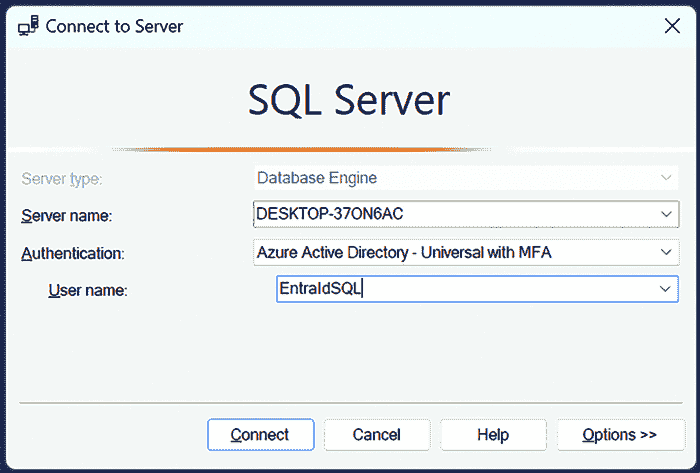 Connect to Server
SQL Server
Server type: Database Engine
Server name: DESKTOP-37ON6AC
Authentication: Azure Active Directory - Universal with MFA
User name: EntraIdSQL
Connect Cancel Help Options >>